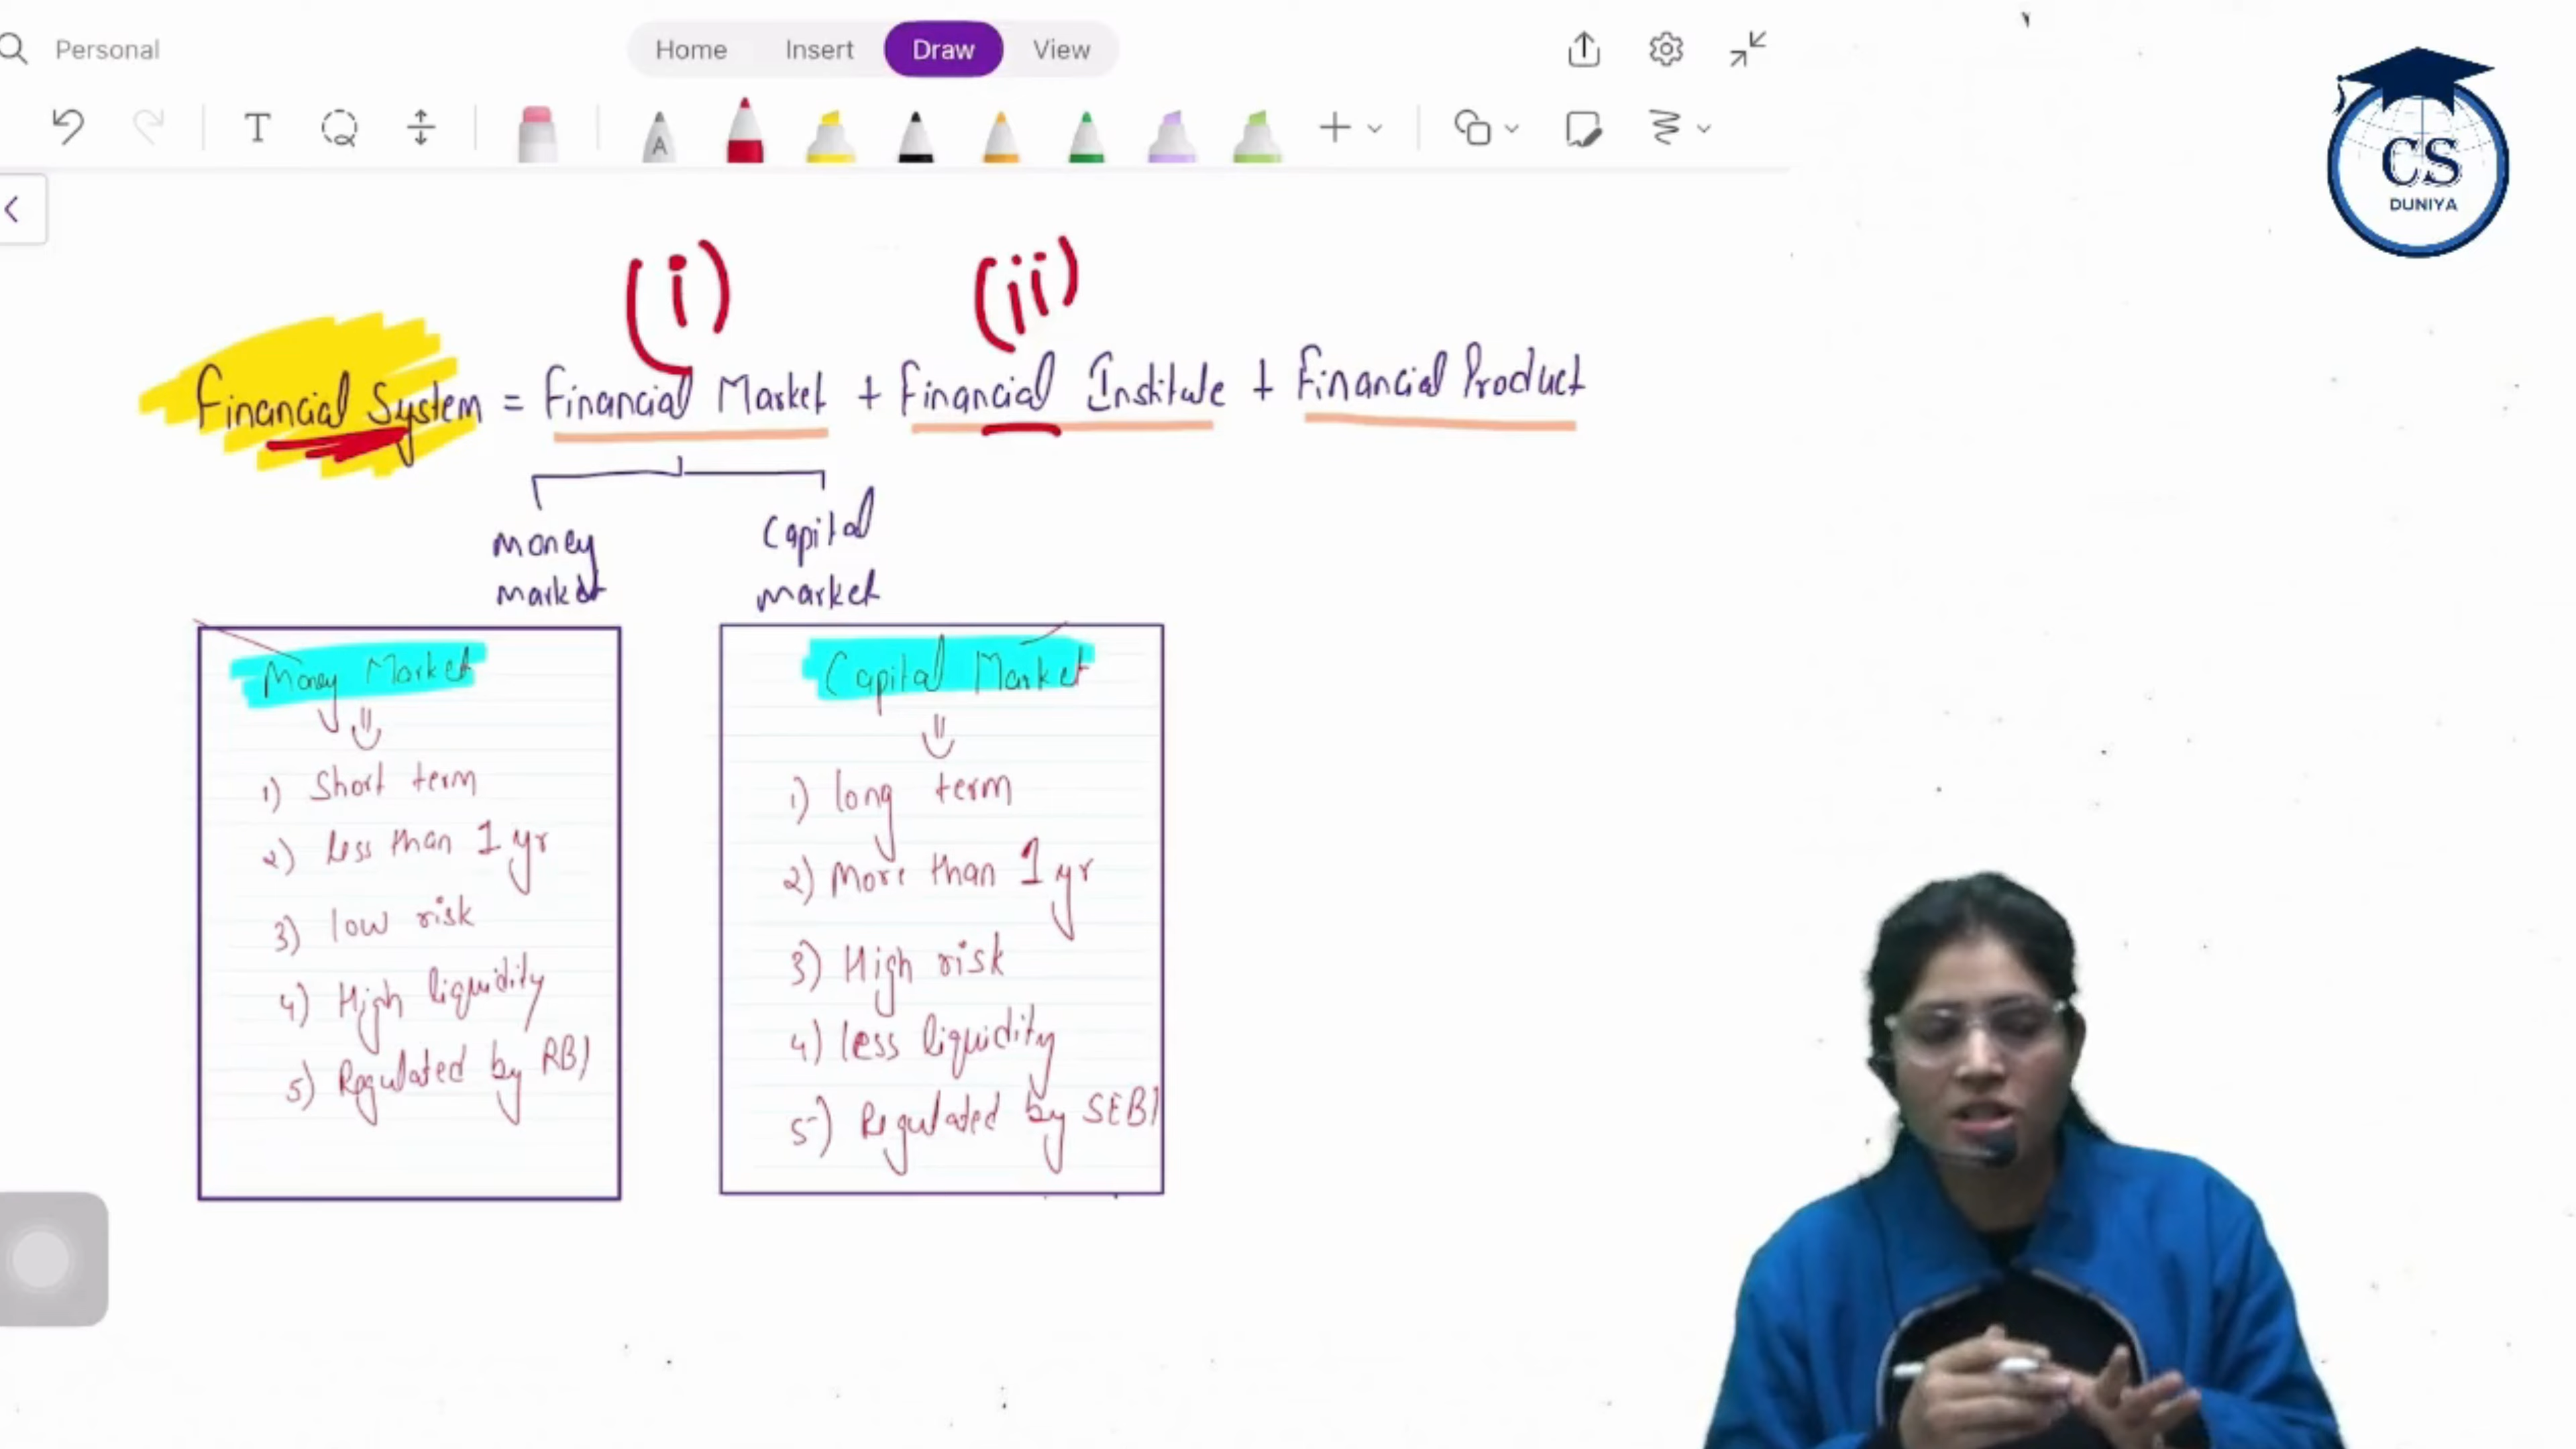 Personal
Home Insert Draw View
T
A
CS
DUNIYA
(i) (ii)
Financial System = Financial Market + Financial Institute + Financial Product
money market
Capital market
Money Market
1) Short term
2) Less than 1 yr
3) low risk
4) High liquidity
5) Regulated by RBI
Capital Market
1) long term
2) More than 1 yr
3) High risk
4) less liquidity
5) Regulated by SEBI